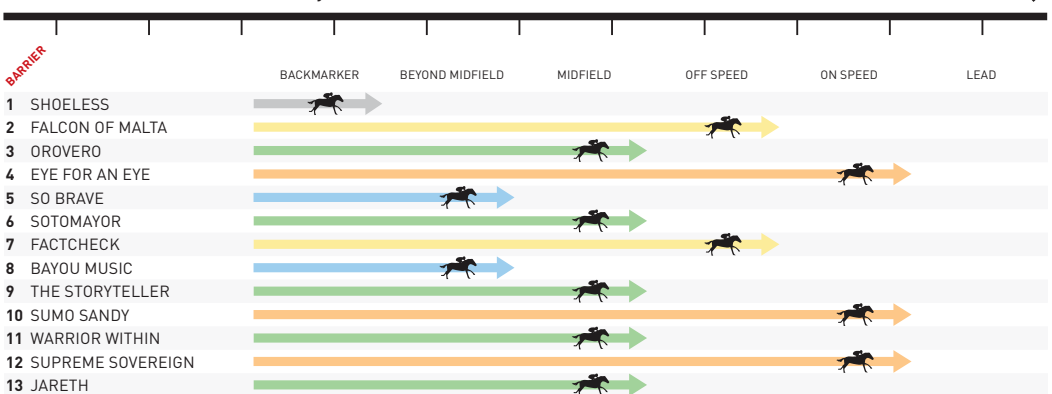 BARRIER
BACKMARKER BEYOND MIDFIELD MIDFIELD OFF SPEED ON SPEED LEAD
1 SHOELESS
2 FALCON OF MALTA
3 OROVERO
4 EYE FOR AN EYE
5 SO BRAVE
6 SOTOMAYOR
7 FACTCHECK
8 BAYOU MUSIC
9 THE STORYTELLER
10 SUMO SANDY
11 WARRIOR WITHIN
12 SUPREME SOVEREIGN
13 JARETH